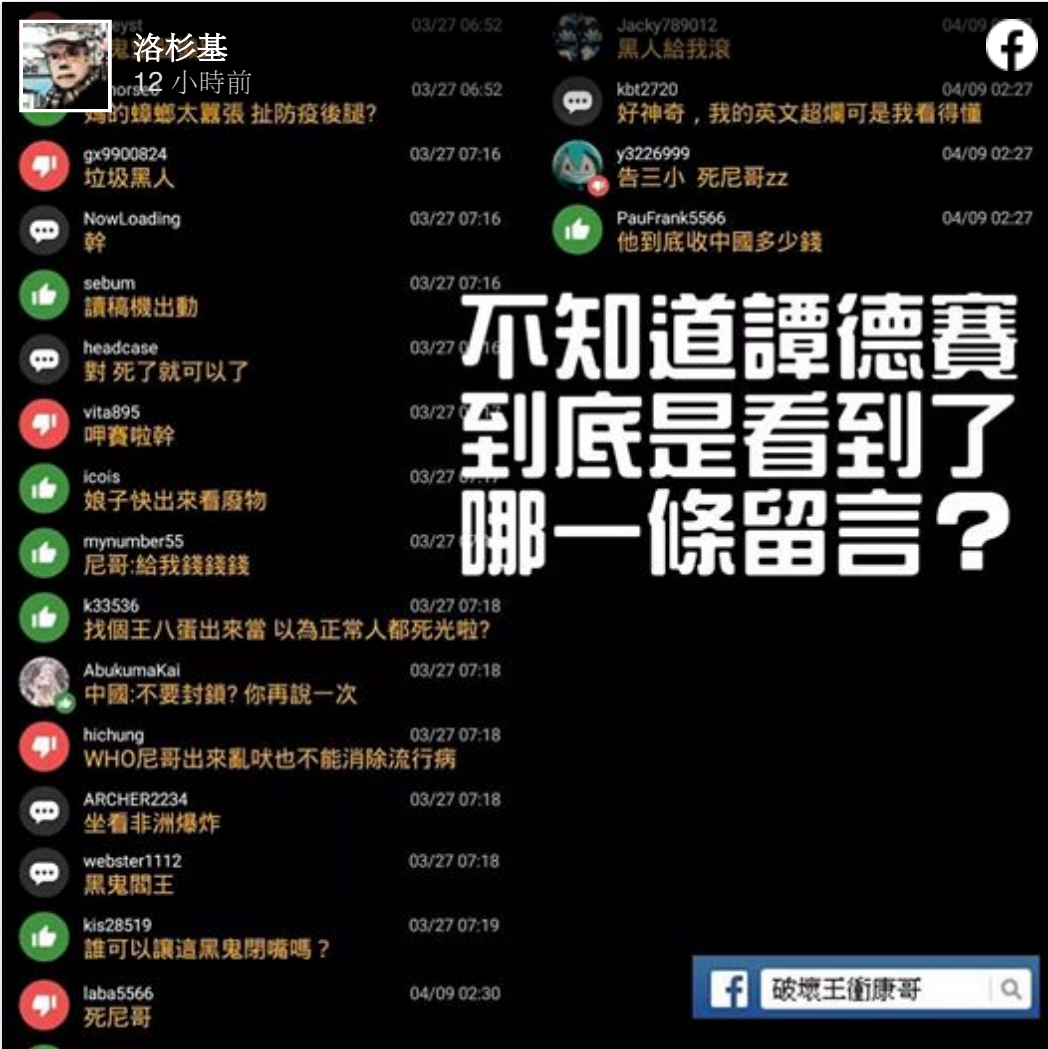 洛杉基
12 小時前
03/27 06:52
03/27 06:52
媽的蟑螂太囂張 扯防疫後腿?
gx9900824 03/27 07:16
垃圾黑人
NowLoading 03/27 07:16
幹
sebum 03/27 07:16
讀稿機出動
headcase 03/27
對 死了就可以了
vita895 03/27
呷賽啦幹
icois 03/27
娘子快出來看廢物
mynumber55 03/27
尼哥:給我錢錢錢
k33536 03/27 07:18
找個王八蛋出來當 以為正常人都死光啦?
AbukumaKai 03/27 07:18
中國:不要封鎖? 你再說一次
hichung 03/27 07:18
WHO尼哥出來亂吠也不能消除流行病
ARCHER2234 03/27 07:18
坐看非洲爆炸
webster1112 03/27 07:18
黑鬼閻王
kis28519 03/27 07:19
誰可以讓這黑鬼閉嘴嗎？
laba5566 04/09 02:30
死尼哥
Jacky789012 04/09
黑人給我滾
kbt2720 04/09 02:27
好神奇，我的英文超爛可是我看得懂
y3226999 04/09 02:27
告三小 死尼哥zz
PauFrank5566 04/09 02:27
他到底收中國多少錢
不知道譚德賽
到底是看到了
哪一條留言？
破壞王衝康哥